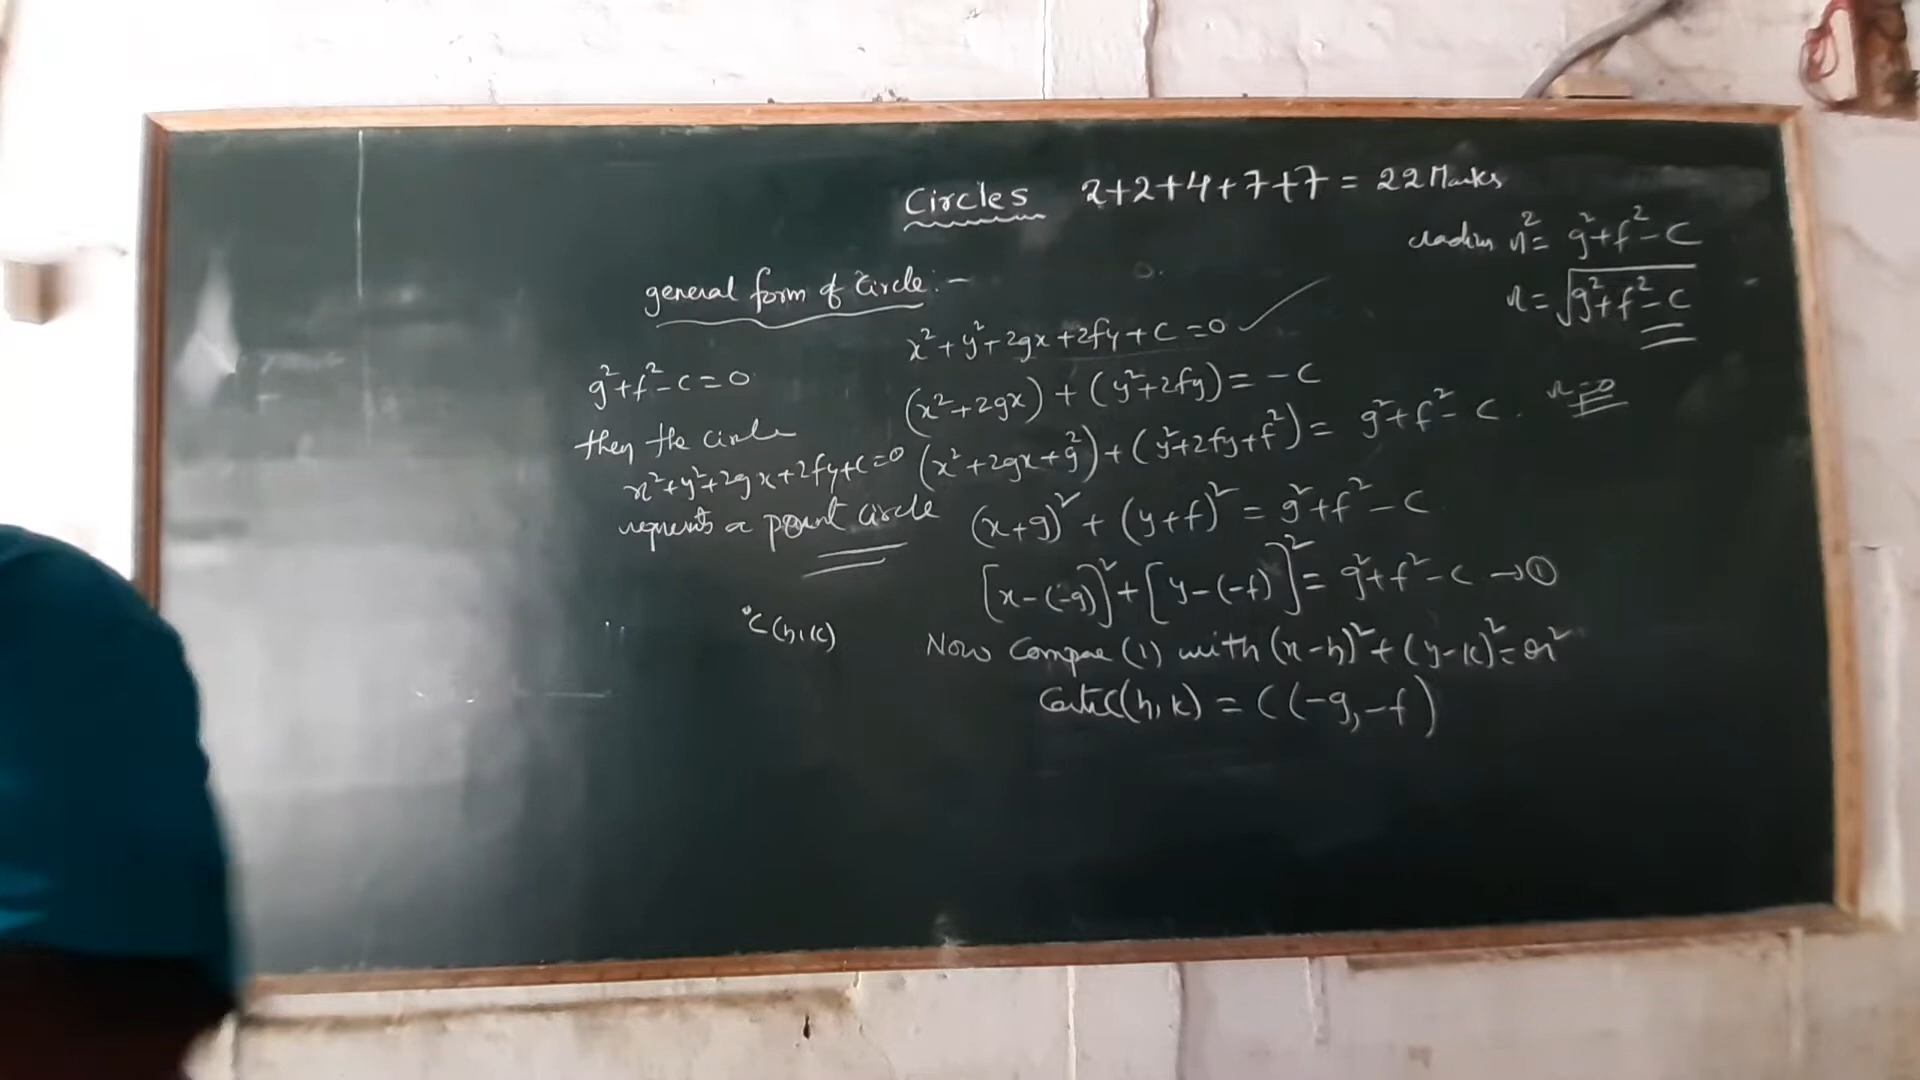 Circles 2+2+4+7+7 = 22 Marks
radius r² = g²+f²-c
r = √g²+f²-c
general form of Circle :-
x²+y²+2gx+2fy+c=0
(x²+2gx)+(y²+2fy) = -c
(x²+2gx+g²)+(y²+2fy+f²) = g²+f²-c.
r=0
(x+g)²+(y+f)² = g²+f²-c
[x-(-g)]²+[y-(-f)]² = g²+f²-c →①
Now Compae (1) with (x-h)²+(y-k)²=r²
(h,k) = C(-g,-f)
g²+f²-c=0
then the circle
x²+y²+2gx+2fy+c=0
a point circle
C(h,k)